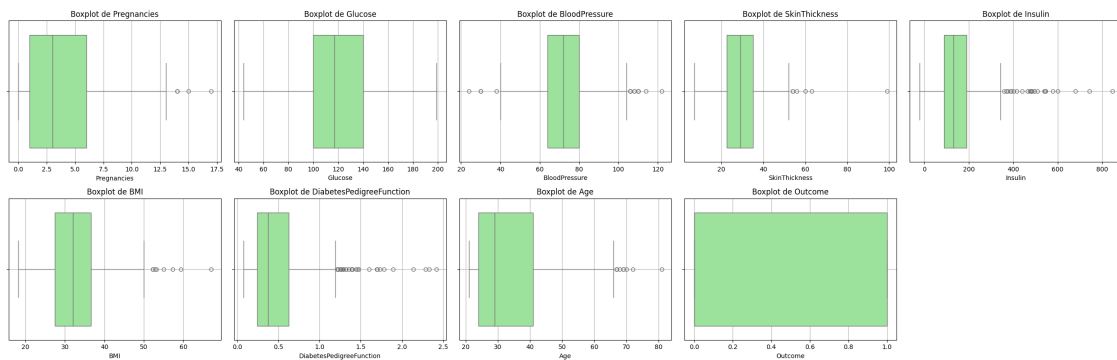 Boxplot de Pregnancies
0.0 2.5 5.0 7.5 10.0 12.5 15.0 17.5
Pregnancies
Boxplot de Glucose
40 60 80 100 120 140 160 180 200
Glucose
Boxplot de BloodPressure
20 40 60 80 100 120
BloodPressure
Boxplot de SkinThickness
20 40 60 80 100
SkinThickness
Boxplot de Insulin
0 200 400 600 800
Insulin
Boxplot de BMI
20 30 40 50 60
BMI
Boxplot de DiabetesPedigreeFunction
0.0 0.5 1.0 1.5 2.0 2.5
DiabetesPedigreeFunction
Boxplot de Age
20 30 40 50 60 70 80
Age
Boxplot de Outcome
0.0 0.2 0.4 0.6 0.8 1.0
Outcome